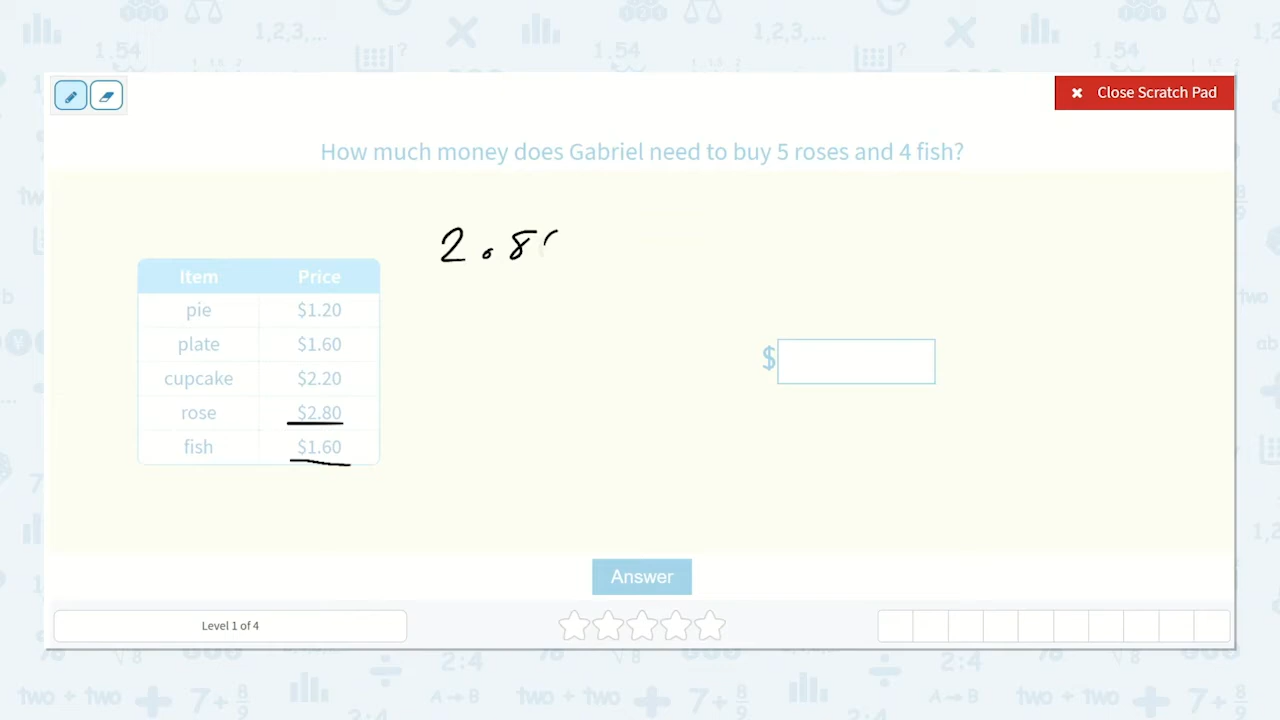 Close Scratch Pad
How much money does Gabriel need to buy 5 roses and 4 fish?
2.8
Item Price
pie $1.20
plate $1.60
cupcake $2.20
rose $2.80
fish $1.60
$
Answer
Level 1 of 4